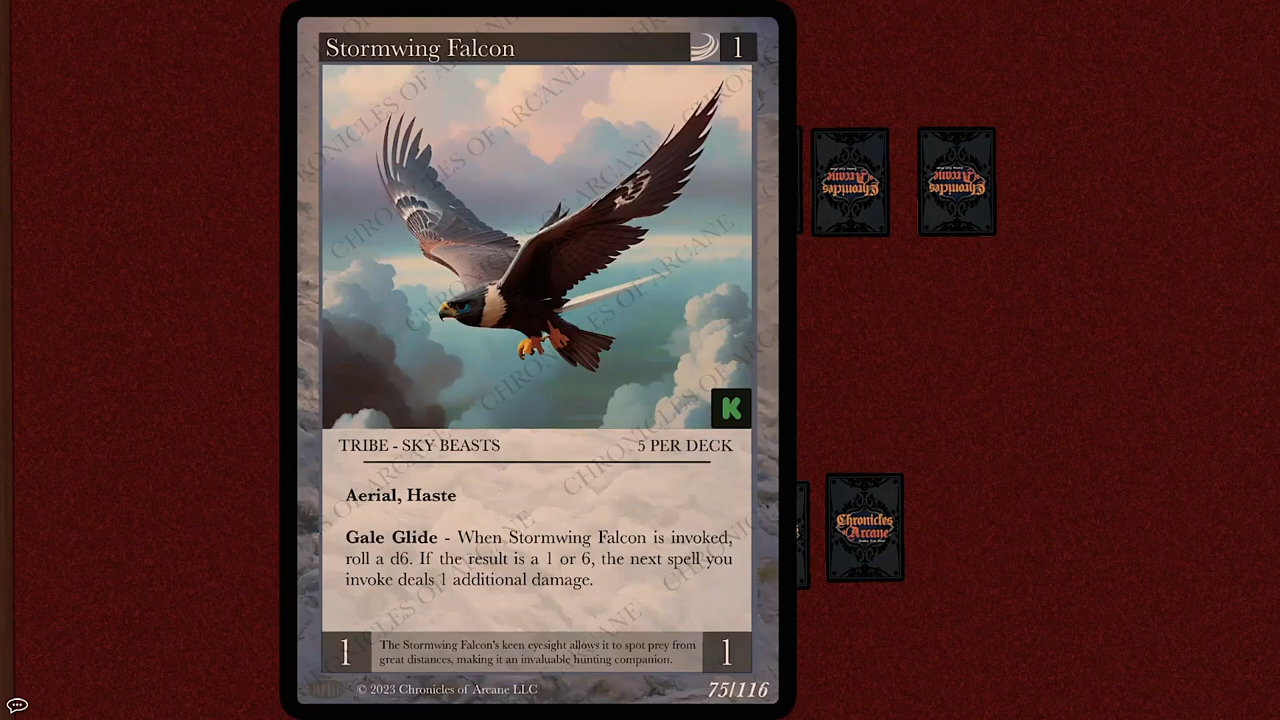 Stormwing Falcon
1
CHRONICLES OF ARCANE
K
TRIBE - SKY BEASTS
5 PER DECK
Aerial, Haste
Gale Glide - When Stormwing Falcon is invoked,
roll a d6. If the result is a 1 or 6, the next spell you
invoke deals 1 additional damage.
1
The Stormwing Falcon's keen eyesight allows it to spot prey from
great distances, making it an invaluable hunting companion.
1
© 2023 Chronicles of Arcane LLC
75/116
Chronicles
Arcane
Chronicles
Arcane
Chronicles
Arcane